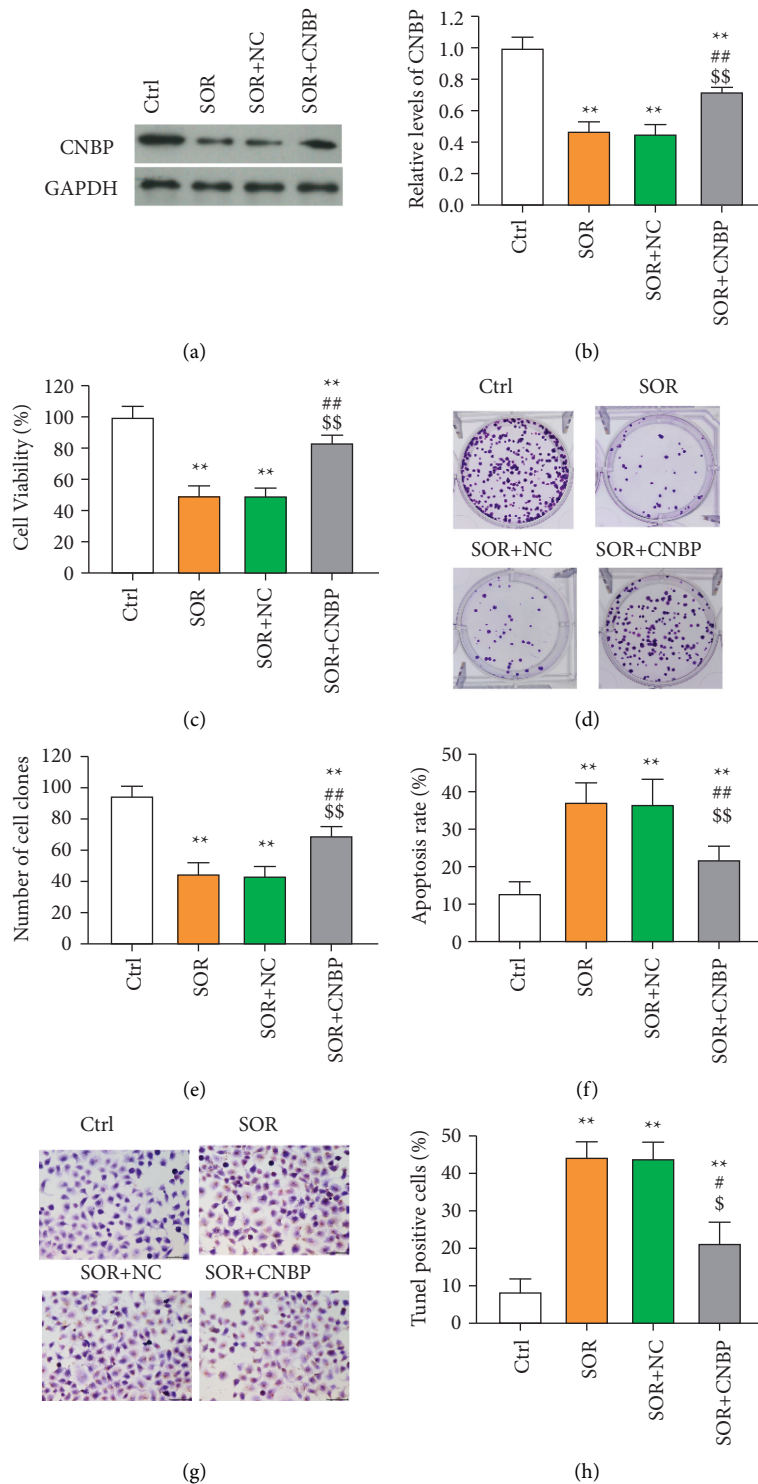 Ctrl
SOR
SOR+NC
SOR+CNBP
CNBP
GAPDH
(a)
Relative levels of CNBP
1.2
1.0
0.8
0.6
0.4
0.2
0.0
**
**
**
##
$$
Ctrl
SOR
SOR+NC
SOR+CNBP
(b)
Cell Viability (%)
120
100
80
60
40
20
0
**
**
**
##
$$
Ctrl
SOR
SOR+NC
SOR+CNBP
(c)
Ctrl
SOR
SOR+NC
SOR+CNBP
(d)
Number of cell clones
120
100
80
60
40
20
0
**
**
**
##
$$
Ctrl
SOR
SOR+NC
SOR+CNBP
(e)
Apoptosis rate (%)
50
40
30
20
10
0
**
**
**
##
$$
Ctrl
SOR
SOR+NC
SOR+CNBP
(f)
Ctrl
SOR
SOR+NC
SOR+CNBP
(g)
Tunel positive cells (%)
50
40
30
20
10
0
**
**
**
#
$
Ctrl
SOR
SOR+NC
SOR+CNBP
(h)